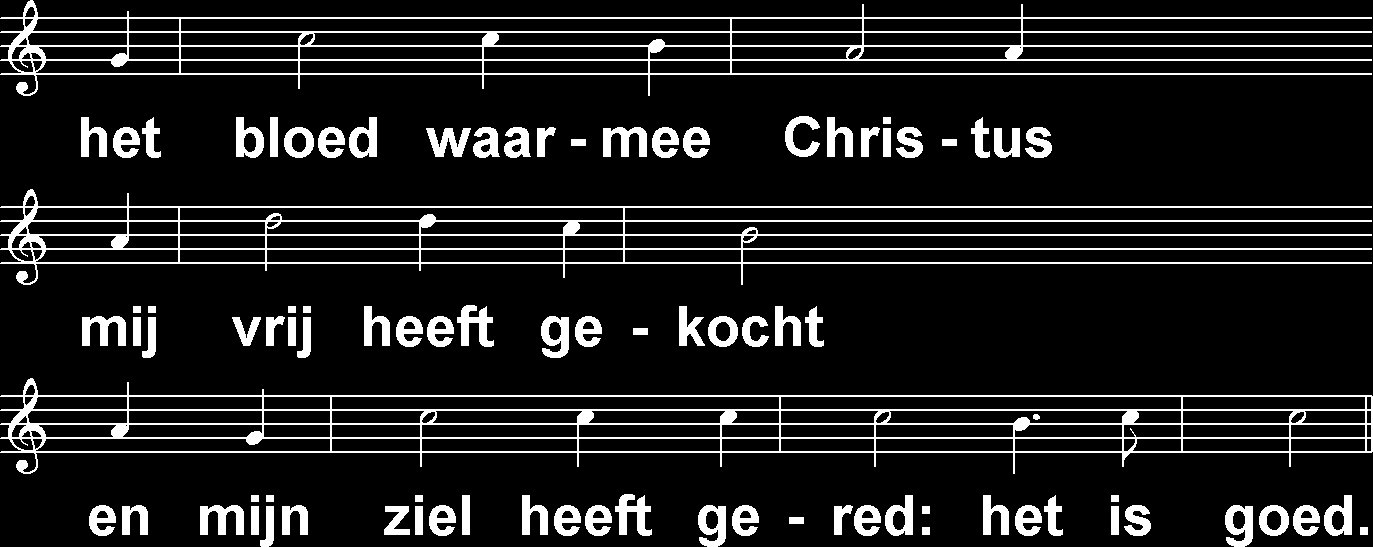 het bloed waar - mee Chris - tus
mij vrij heeft ge - kocht
en mijn ziel heeft ge - red: het is goed.